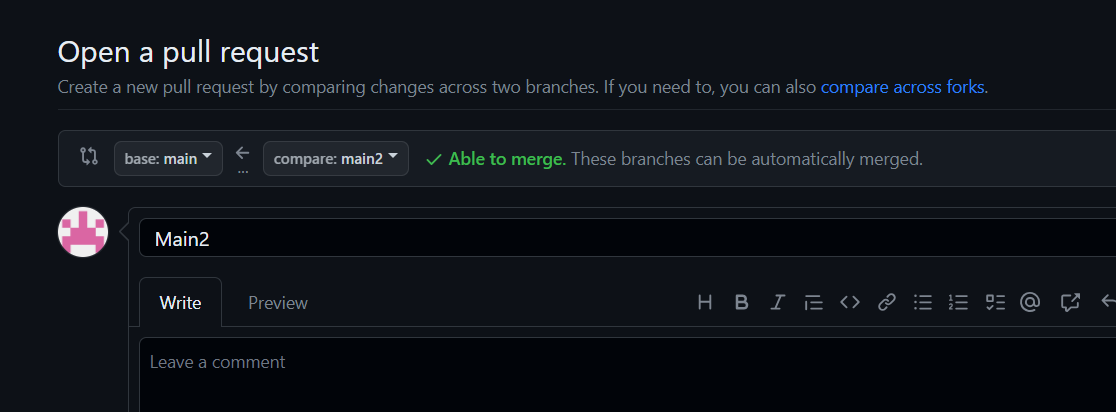 Open a pull request
Create a new pull request by comparing changes across two branches. If you need to, you can also compare across forks.
base: main ... compare: main2 Able to merge. These branches can be automatically merged.
Main2
Write Preview H B I @
Leave a comment